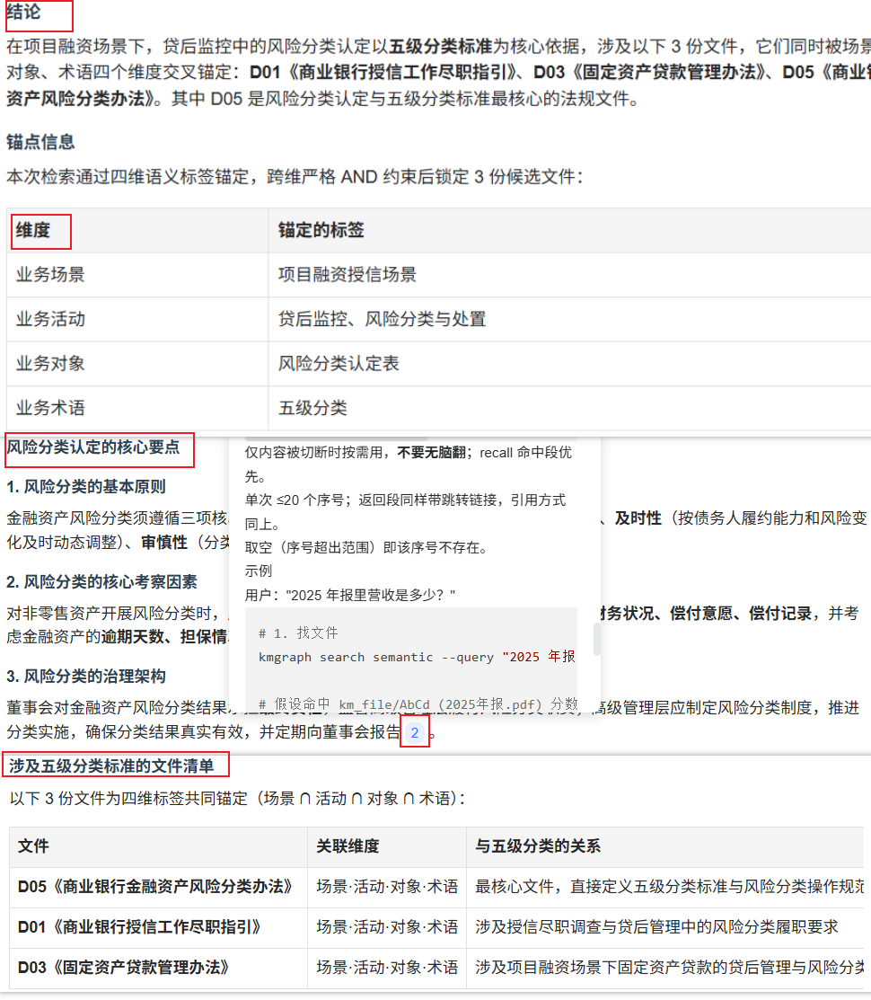 结论
在项目融资场景下，贷后监控中的风险分类认定以五级分类标准为核心依据，涉及以下 3 份文件，它们同时被场景
对象、术语四个维度交叉锚定：D01《商业银行授信工作尽职指引》、D03《固定资产贷款管理办法》、D05《商业
资产风险分类办法》。其中 D05 是风险分类认定与五级分类标准最核心的法规文件。
锚点信息
本次检索通过四维语义标签锚定，跨维严格 AND 约束后锁定 3 份候选文件：
维度 锚定的标签
业务场景 项目融资授信场景
业务活动 贷后监控、风险分类与处置
业务对象 风险分类认定表
业务术语 五级分类
风险分类认定的核心要点
1. 风险分类的基本原则
金融资产风险分类须遵循三项核 、及时性（按债务人履约能力和风险变
化及时动态调整）、审慎性（分类
2. 风险分类的核心考察因素
对非零售资产开展风险分类时， 财务状况、偿付意愿、偿付记录，并考
虑金融资产的逾期天数、担保情
3. 风险分类的治理架构
董事会对金融资产风险分类结果 高级管理层应制定风险分类制度，推进
分类实施，确保分类结果真实有效，并定期向董事会报告 2 。
仅内容被切断时按需用，不要无脑翻；recall 命中段优
先。
单次 ≤20 个序号；返回段同样带跳转链接，引用方式
同上。
取空（序号超出范围）即该序号不存在。
示例
用户："2025 年报里营收是多少？"
# 1. 找文件
kmgraph search semantic --query "2025 年报
# 假设命中 km_file/AbCd (2025年报.pdf) 分数
涉及五级分类标准的文件清单
以下 3 份文件为四维标签共同锚定（场景 ∩ 活动 ∩ 对象 ∩ 术语）：
文件 关联维度 与五级分类的关系
D05《商业银行金融资产风险分类办法》 场景·活动·对象·术语 最核心文件，直接定义五级分类标准与风险分类操作规范
D01《商业银行授信工作尽职指引》 场景·活动·对象·术语 涉及授信尽职调查与贷后管理中的风险分类履职要求
D03《固定资产贷款管理办法》 场景·活动·对象·术语 涉及项目融资场景下固定资产贷款的贷后管理与风险分类